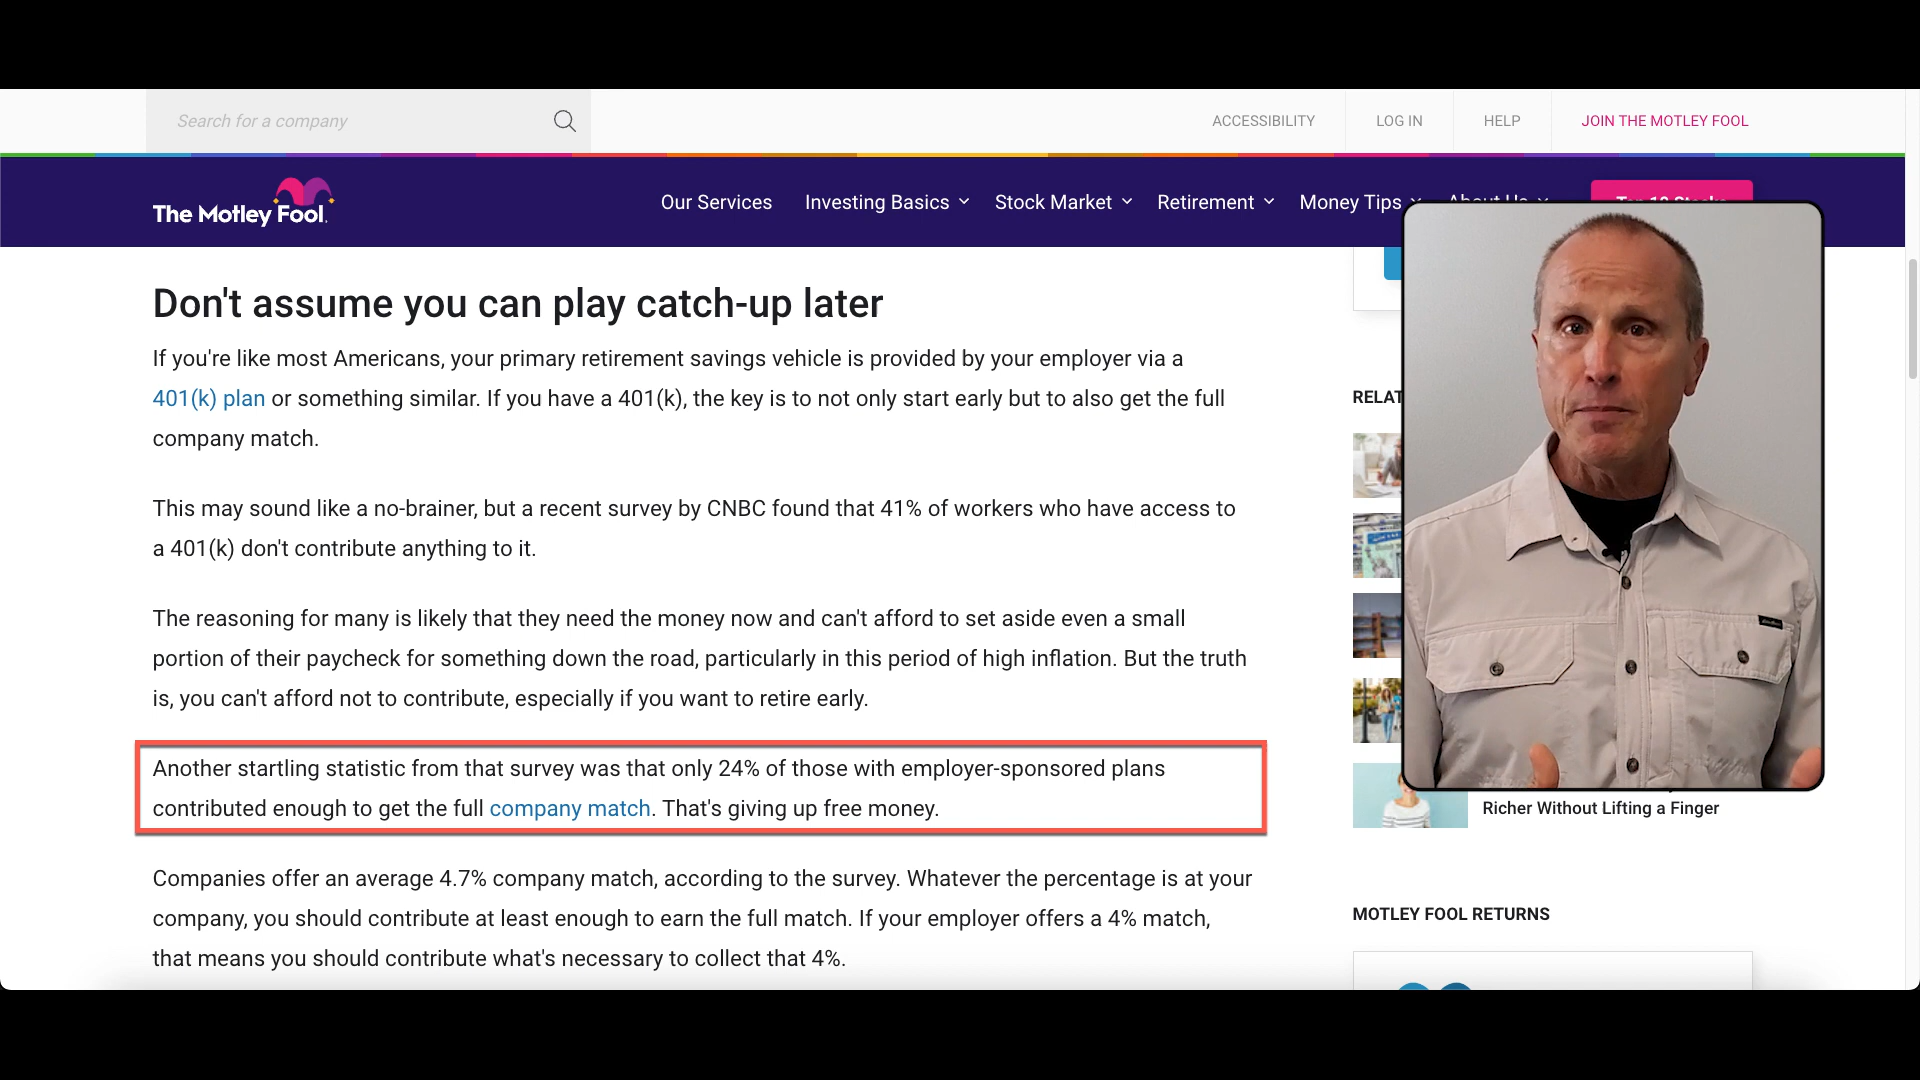 Search for a company
ACCESSIBILITY
LOG IN
HELP
JOIN THE MOTLEY FOOL
The Motley Fool.
Our Services
Investing Basics
Stock Market
Retirement
Money Tips
Don't assume you can play catch-up later
If you're like most Americans, your primary retirement savings vehicle is provided by your employer via a
401(k) plan or something similar. If you have a 401(k), the key is to not only start early but to also get the full
company match.
This may sound like a no-brainer, but a recent survey by CNBC found that 41% of workers who have access to
a 401(k) don't contribute anything to it.
The reasoning for many is likely that they need the money now and can't afford to set aside even a small
portion of their paycheck for something down the road, particularly in this period of high inflation. But the truth
is, you can't afford not to contribute, especially if you want to retire early.
Another startling statistic from that survey was that only 24% of those with employer-sponsored plans
contributed enough to get the full company match. That's giving up free money.
Companies offer an average 4.7% company match, according to the survey. Whatever the percentage is at your
company, you should contribute at least enough to earn the full match. If your employer offers a 4% match,
that means you should contribute what's necessary to collect that 4%.
RELAT
Richer Without Lifting a Finger
MOTLEY FOOL RETURNS